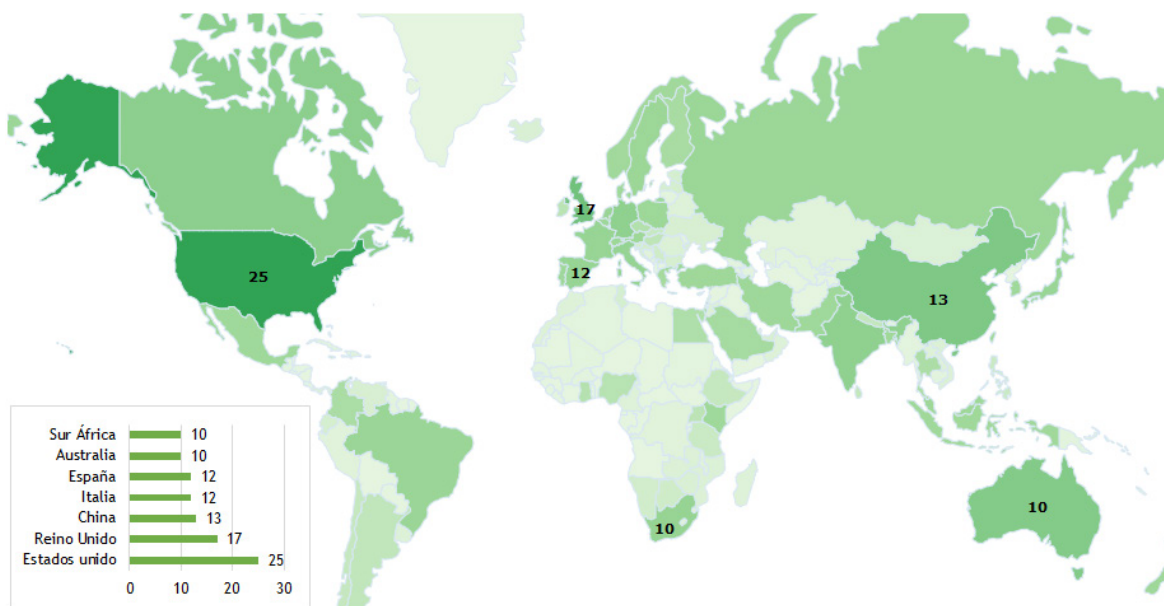 17
25
12
13
10
10
Sur África 10
Australia 10
España 12
Italia 12
China 13
Reino Unido 17
Estados unido 25
0 10 20 30